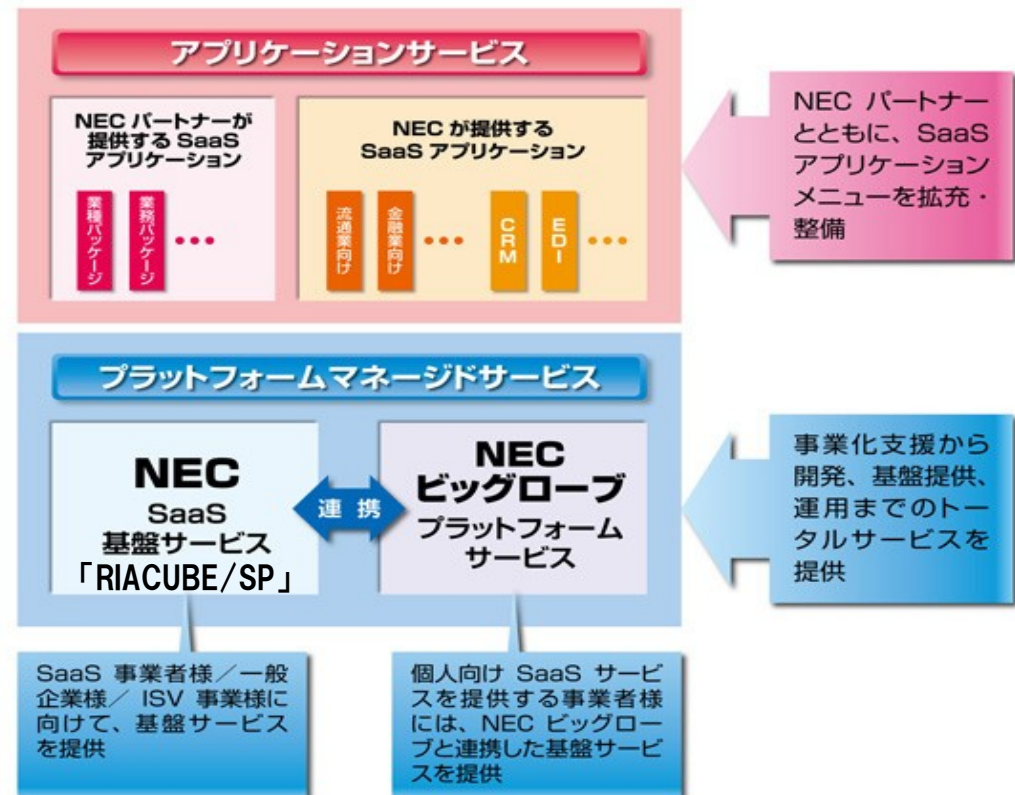 アプリケーションサービス
NEC パートナーが
提供する SaaS
アプリケーション
業種パッケージ
業務パッケージ
•••
NEC が提供する
SaaS アプリケーション
流通業向け
金融業向け
•••
CRM
EDI
•••
NEC パートナー
とともに、SaaS
アプリケーション
メニューを拡充・
整備
プラットフォームマネージドサービス
NEC
SaaS
基盤サービス
「RIACUBE/SP」
連携
NEC
ビッグローブ
プラットフォーム
サービス
事業化支援から
開発、基盤提供、
運用までのトー
タルサービスを
提供
SaaS 事業者様／一般
企業様／ ISV 事業様に
向けて、基盤サービス
を提供
個人向け SaaS サービ
スを提供する事業者様
には、NEC ビッグロー
ブと連携した基盤サービ
スを提供